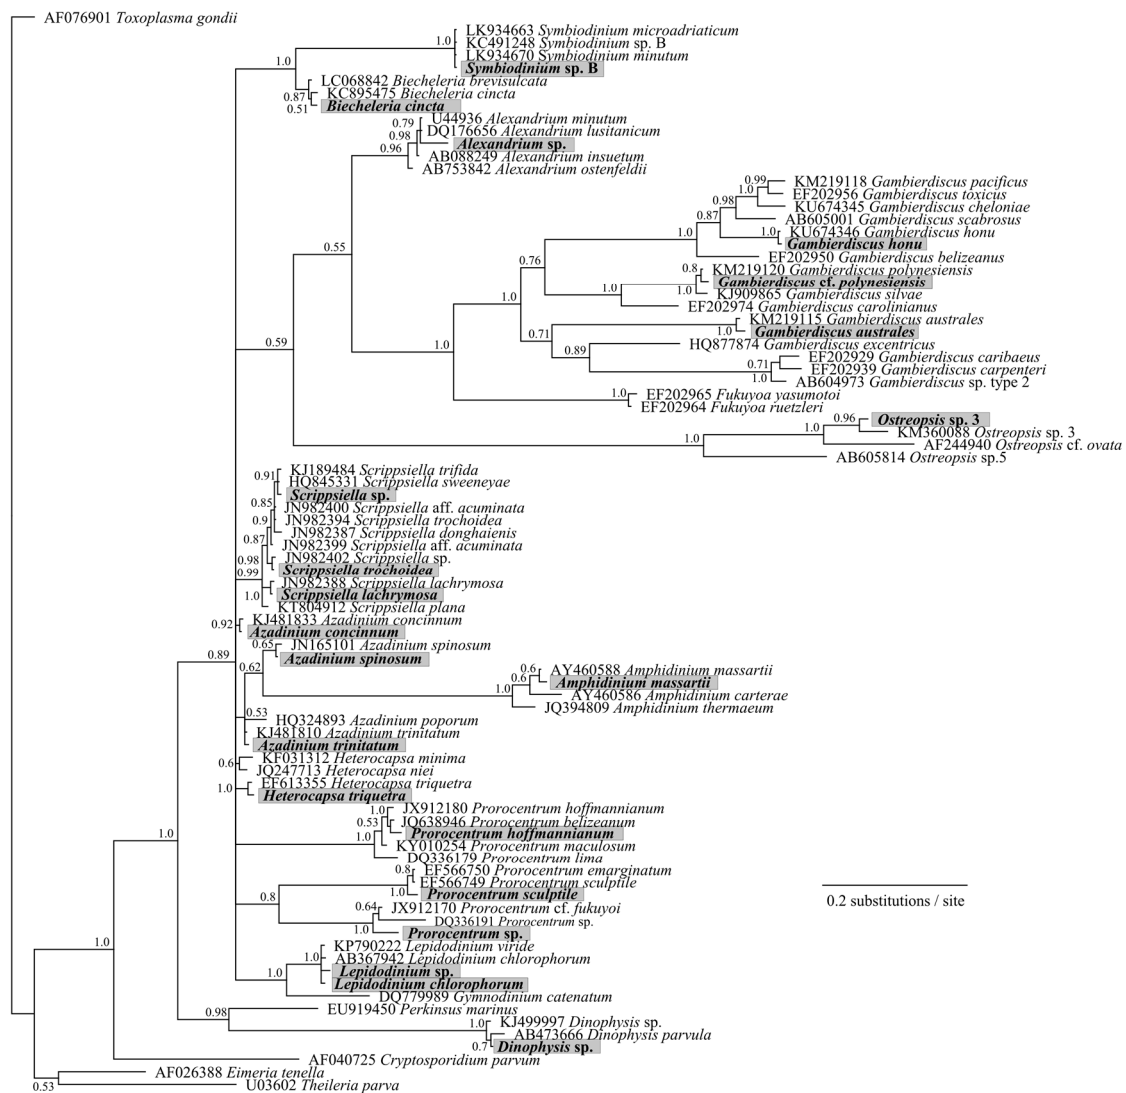 AF076901 Toxoplasma gondii
LK934663 Symbiodinium microadriaticum
1.0 KC491248 Symbiodinium sp. B
LK934670 Symbiodinium minutum
1.0 Symbiodinium sp. B
LC068842 Biecheleria brevisulcata
0.87 KC895475 Biecheleria cincta
0.51 Biecheleria cincta
U44936 Alexandrium minutum
0.79 DQ176656 Alexandrium lusitanicum
0.98 Alexandrium sp.
0.96 AB088249 Alexandrium insuetum
AB753842 Alexandrium ostenfeldii
0.99 KM219118 Gambierdiscus pacificus
1.0 EF202956 Gambierdiscus toxicus
0.98 KU674345 Gambierdiscus cheloniae
0.87 AB605001 Gambierdiscus scabrosus
1.0 1.0 KU674346 Gambierdiscus honu
Gambierdiscus honu
0.55 EF202950 Gambierdiscus belizeanus
0.76 0.8 KM219120 Gambierdiscus polynesiensis
Gambierdiscus cf. polynesiensis
1.0 1.0 1.0 KJ909865 Gambierdiscus silvae
EF202974 Gambierdiscus carolinianus
KM219115 Gambierdiscus australes
0.71 1.0 Gambierdiscus australes
0.59 1.0 HQ877874 Gambierdiscus excentricus
0.89 EF202929 Gambierdiscus caribaeus
0.71 EF202939 Gambierdiscus carpenteri
1.0 AB604973 Gambierdiscus sp. type 2
1.0 EF202965 Fukuyoa yasumotoi
EF202964 Fukuyoa ruetzleri
0.96 Ostreopsis sp. 3
1.0 KM360088 Ostreopsis sp. 3
1.0 AF244940 Ostreopsis cf. ovata
AB605814 Ostreopsis sp.5
KJ189484 Scrippsiella trifida
0.91 HQ845331 Scrippsiella sweeneyae
Scrippsiella sp.
0.85 JN982400 Scrippsiella aff. acuminata
0.9 JN982394 Scrippsiella trochoidea
JN982387 Scrippsiella donghaienis
0.87 JN982399 Scrippsiella aff. acuminata
0.98 JN982402 Scrippsiella sp.
0.99 Scrippsiella trochoidea
JN982388 Scrippsiella lachrymosa
1.0 Scrippsiella lachrymosa
KT804912 Scrippsiella plana
0.92 KJ481833 Azadinium concinnum
Azadinium concinnum
0.65 JN165101 Azadinium spinosum
0.89 Azadinium spinosum
0.62 0.6 AY460588 Amphidinium massartii
0.6 Amphidinium massartii
1.0 AY460586 Amphidinium carterae
JQ394809 Amphidinium thermaeum
0.53 HQ324893 Azadinium poporum
KJ481810 Azadinium trinitatum
Azadinium trinitatum
0.6 KF031312 Heterocapsa minima
JQ247713 Heterocapsa niei
1.0 EF613355 Heterocapsa triquetra
Heterocapsa triquetra
1.0 JX912180 Prorocentrum hoffmannianum
0.53 JQ638946 Prorocentrum belizeanum
1.0 1.0 Prorocentrum hoffmannianum
KY010254 Prorocentrum maculosum
DQ336179 Prorocentrum lima
0.8 EF566750 Prorocentrum emarginatum
EF566749 Prorocentrum sculptile
0.8 1.0 Prorocentrum sculptile
0.64 JX912170 Prorocentrum cf. fukuyoi
DQ336191 Prorocentrum sp.
1.0 Prorocentrum sp.
0.2 substitutions / site
1.0 KP790222 Lepidodinium viride
1.0 AB367942 Lepidodinium chlorophorum
1.0 Lepidodinium sp.
Lepidodinium chlorophorum
DQ779989 Gymnodinium catenatum
0.98 EU919450 Perkinsus marinus
1.0 KJ499997 Dinophysis sp.
AB473666 Dinophysis parvula
0.7 Dinophysis sp.
AF040725 Cryptosporidium parvum
AF026388 Eimeria tenella
0.53 U03602 Theileria parva